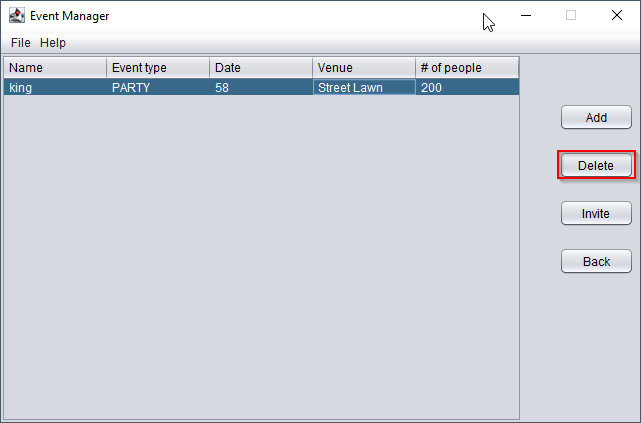 Event Manager
File Help
Name Event type Date Venue # of people
king PARTY 58 Street Lawn 200
Add
Delete
Invite
Back